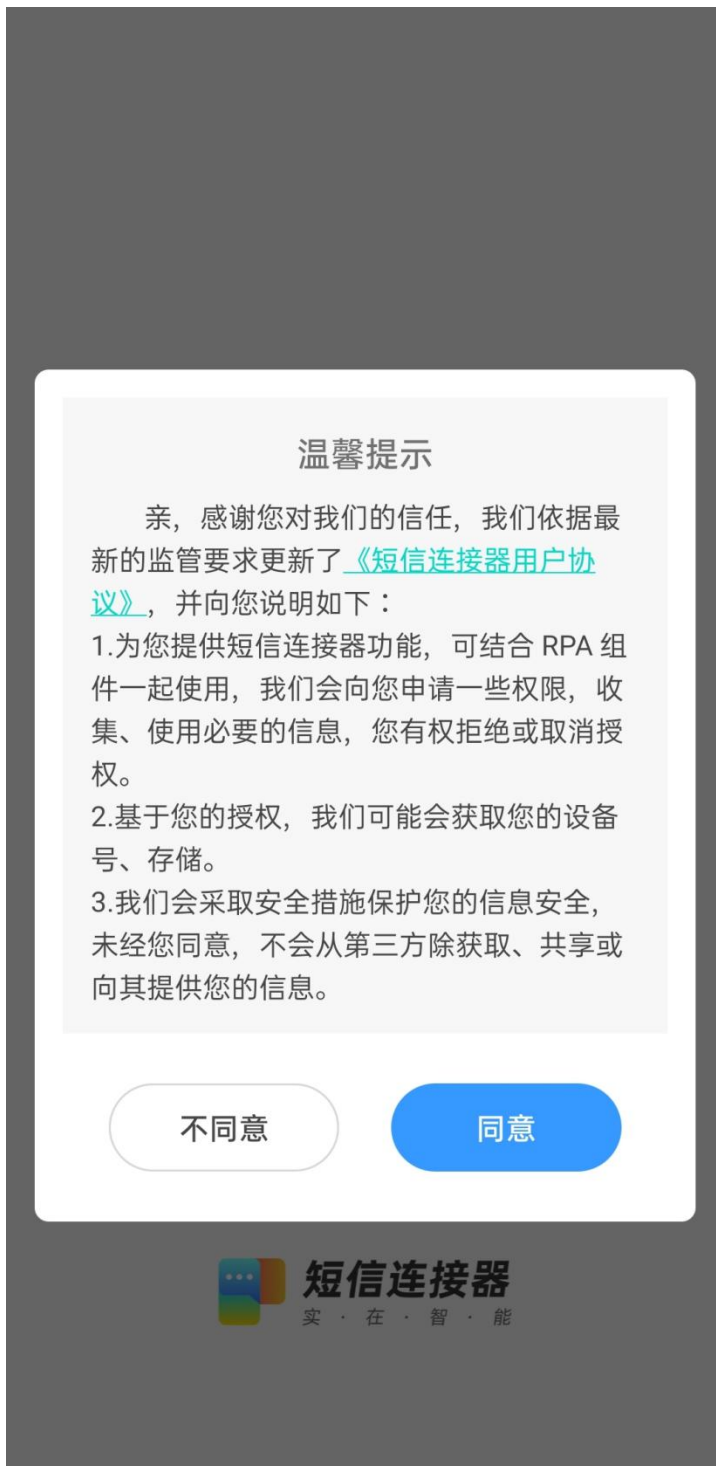 温馨提示
亲，感谢您对我们的信任，我们依据最
新的监管要求更新了《短信连接器用户协
议》，并向您说明如下：
1.为您提供短信连接器功能，可结合 RPA 组
件一起使用，我们会向您申请一些权限，收
集、使用必要的信息，您有权拒绝或取消授
权。
2.基于您的授权，我们可能会获取您的设备
号、存储。
3.我们会采取安全措施保护您的信息安全，
未经您同意，不会从第三方除获取、共享或
向其提供您的信息。
不同意 同意
短信连接器
实·在·智·能